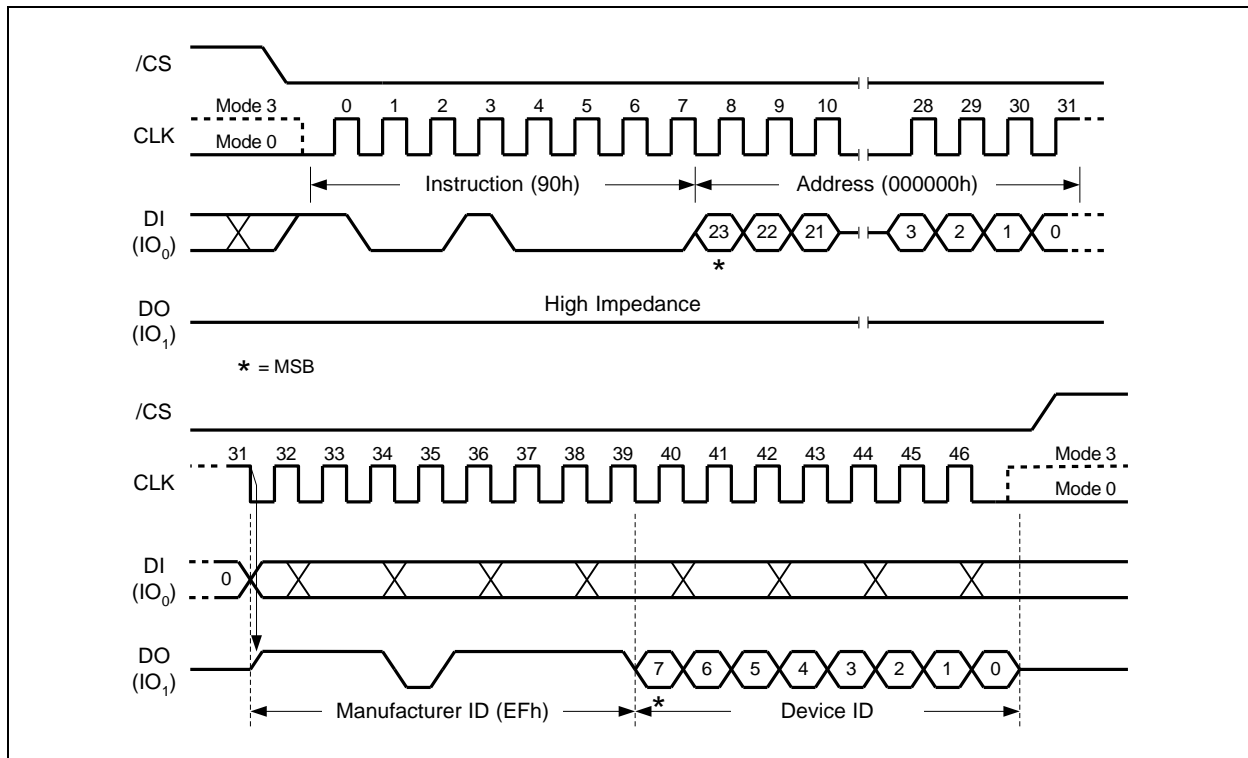 /CS
Mode 3
0 1 2 3 4 5 6 7 8 9 10 28 29 30 31
CLK
Mode 0
Instruction (90h) Address (000000h)
DI
(IO0)
23 22 21 3 2 1 0
*
High Impedance
DO
(IO1)
* = MSB
/CS
31 32 33 34 35 36 37 38 39 40 41 42 43 44 45 46
Mode 3
CLK
Mode 0
DI
(IO0)
0
DO
(IO1)
7 6 5 4 3 2 1 0
*
Manufacturer ID (EFh) Device ID